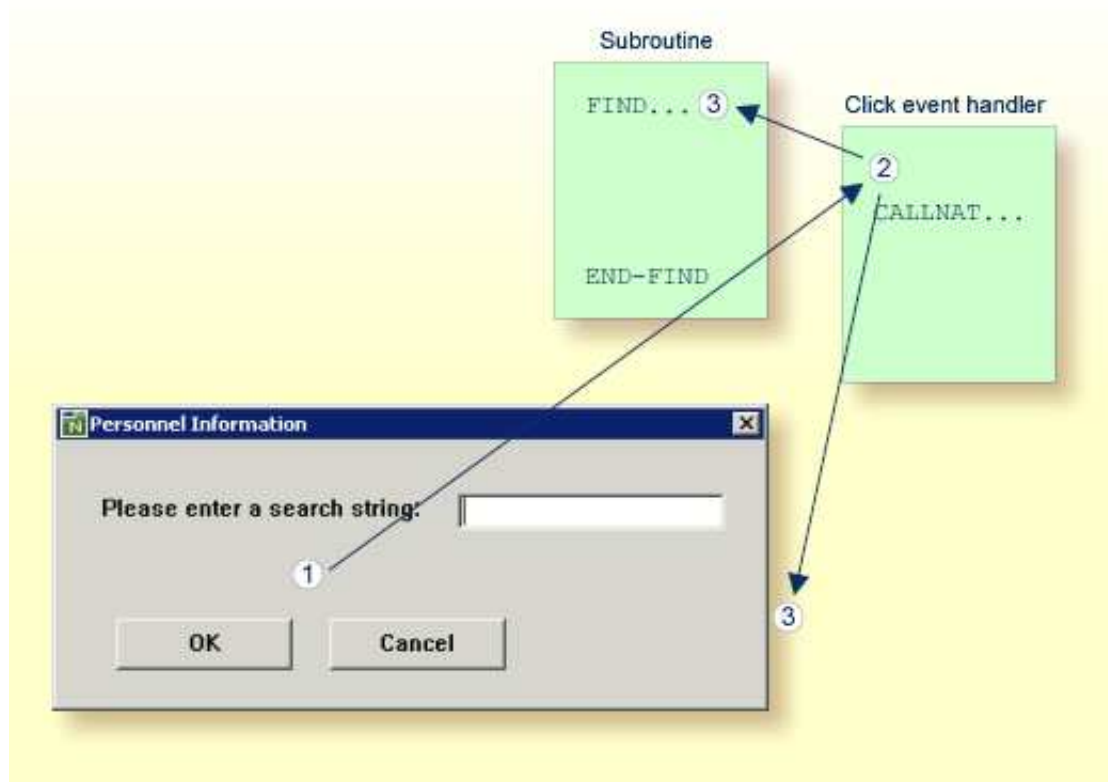 Subroutine
FIND... 3
Click event handler
2
CALLNAT...
END-FIND
Personnel Information
Please enter a search string:
1
3
OK
Cancel